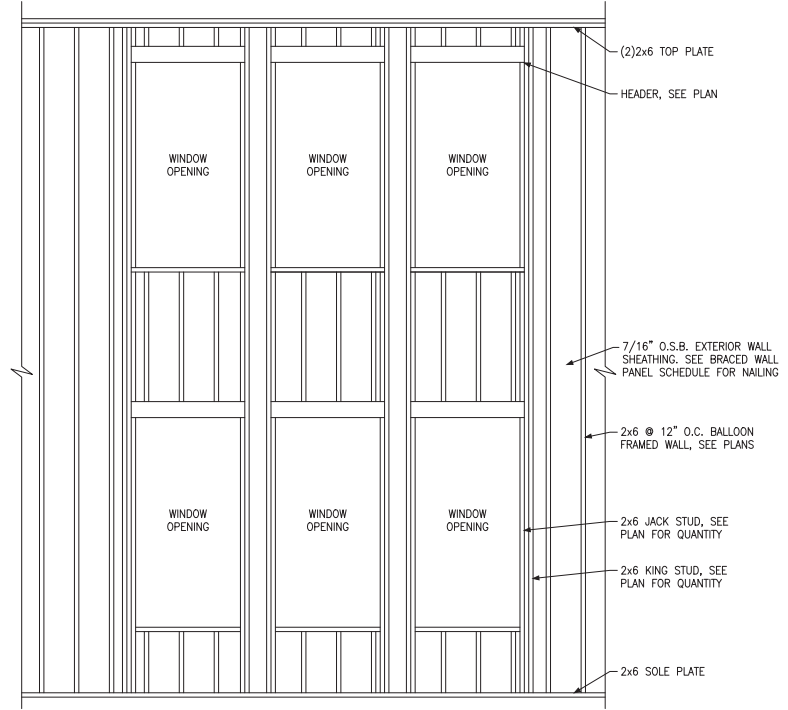 (2)2x6 TOP PLATE
HEADER, SEE PLAN
WINDOW
OPENING
WINDOW
OPENING
WINDOW
OPENING
7/16" O.S.B. EXTERIOR WALL
SHEATHING. SEE BRACED WALL
PANEL SCHEDULE FOR NAILING
2x6 @ 12" O.C. BALLOON
FRAMED WALL, SEE PLANS
WINDOW
OPENING
WINDOW
OPENING
WINDOW
OPENING
2x6 JACK STUD, SEE
PLAN FOR QUANTITY
2x6 KING STUD, SEE
PLAN FOR QUANTITY
2x6 SOLE PLATE